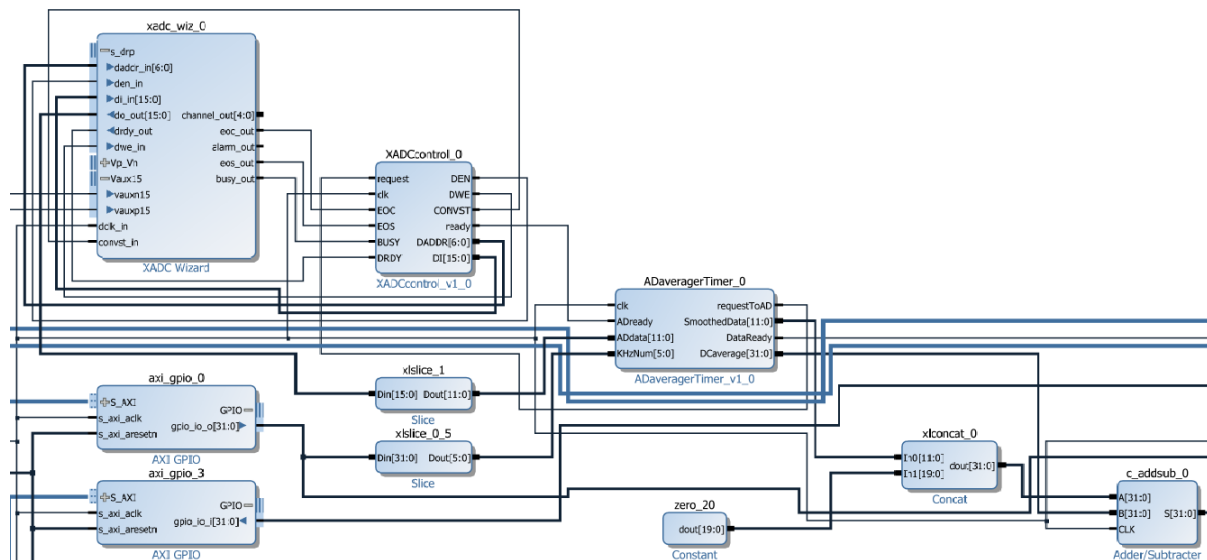 xadc_wiz_0
s_drp
daddr_in[6:0]
den_in
di_in[15:0]
do_out[15:0] channel_out[4:0]
drdy_out eoc_out
dwe_in alarm_out
Vp_Vn eos_out
Vaux15 busy_out
vauxn15
vauxp15
dclk_in
convst_in
XADC Wizard
XADCcontrol_0
request DEN
clk DWE
EOC CONVST
EOS ready
BUSY DADDR[6:0]
DRDY DI[15:0]
XADCcontrol_v1_0
ADaveragerTimer_0
clk requestToAD
ADready SmoothedData[11:0]
ADdata[11:0] DataReady
KHzNum[5:0] DCaverage[31:0]
ADaveragerTimer_v1_0
axi_gpio_0
S_AXI
GPIO
s_axi_aclk
gpio_io_o[31:0]
s_axi_aresetn
AXI GPIO
xlslice_1
Din[15:0] Dout[11:0]
Slice
xlslice_0_5
Din[31:0] Dout[5:0]
Slice
axi_gpio_3
S_AXI
GPIO
s_axi_aclk
gpio_io_i[31:0]
s_axi_aresetn
AXI GPIO
xlconcat_0
In0[11:0]
dout[31:0]
In1[19:0]
Concat
zero_20
dout[19:0]
Constant
c_addsub_0
A[31:0]
B[31:0] S[31:0]
CLK
Adder/Subtracter